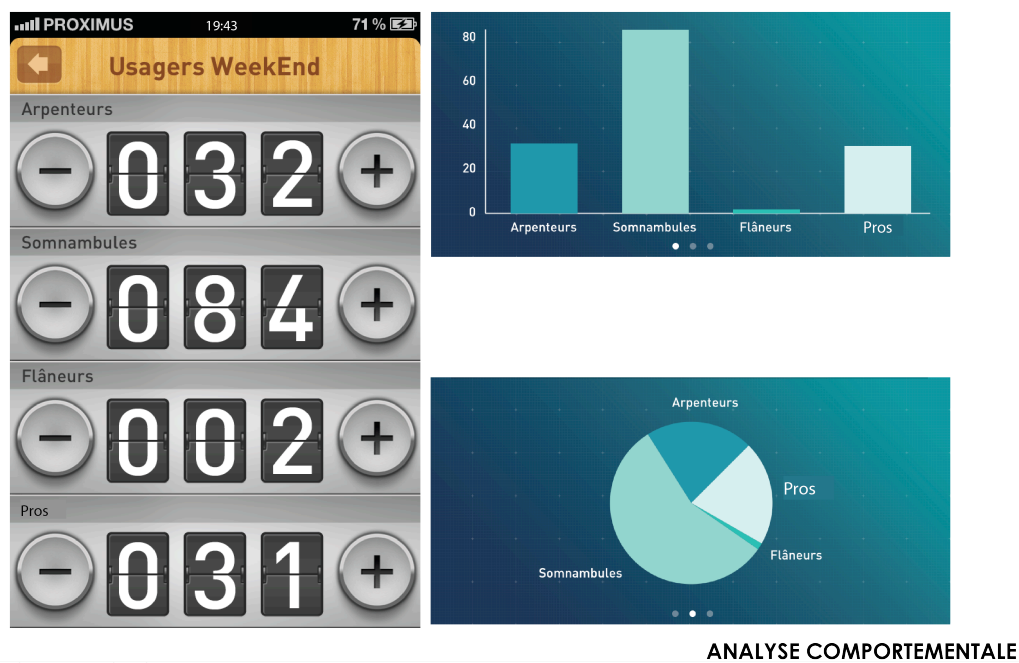 PROXIMUS 19:43 71 %
Usagers WeekEnd
Arpenteurs
032
Somnambules
084
Flâneurs
002
Pros
031
80
60
40
20
0
Arpenteurs Somnambules Flâneurs Pros
Arpenteurs
Pros
Flâneurs
Somnambules
ANALYSE COMPORTEMENTALE